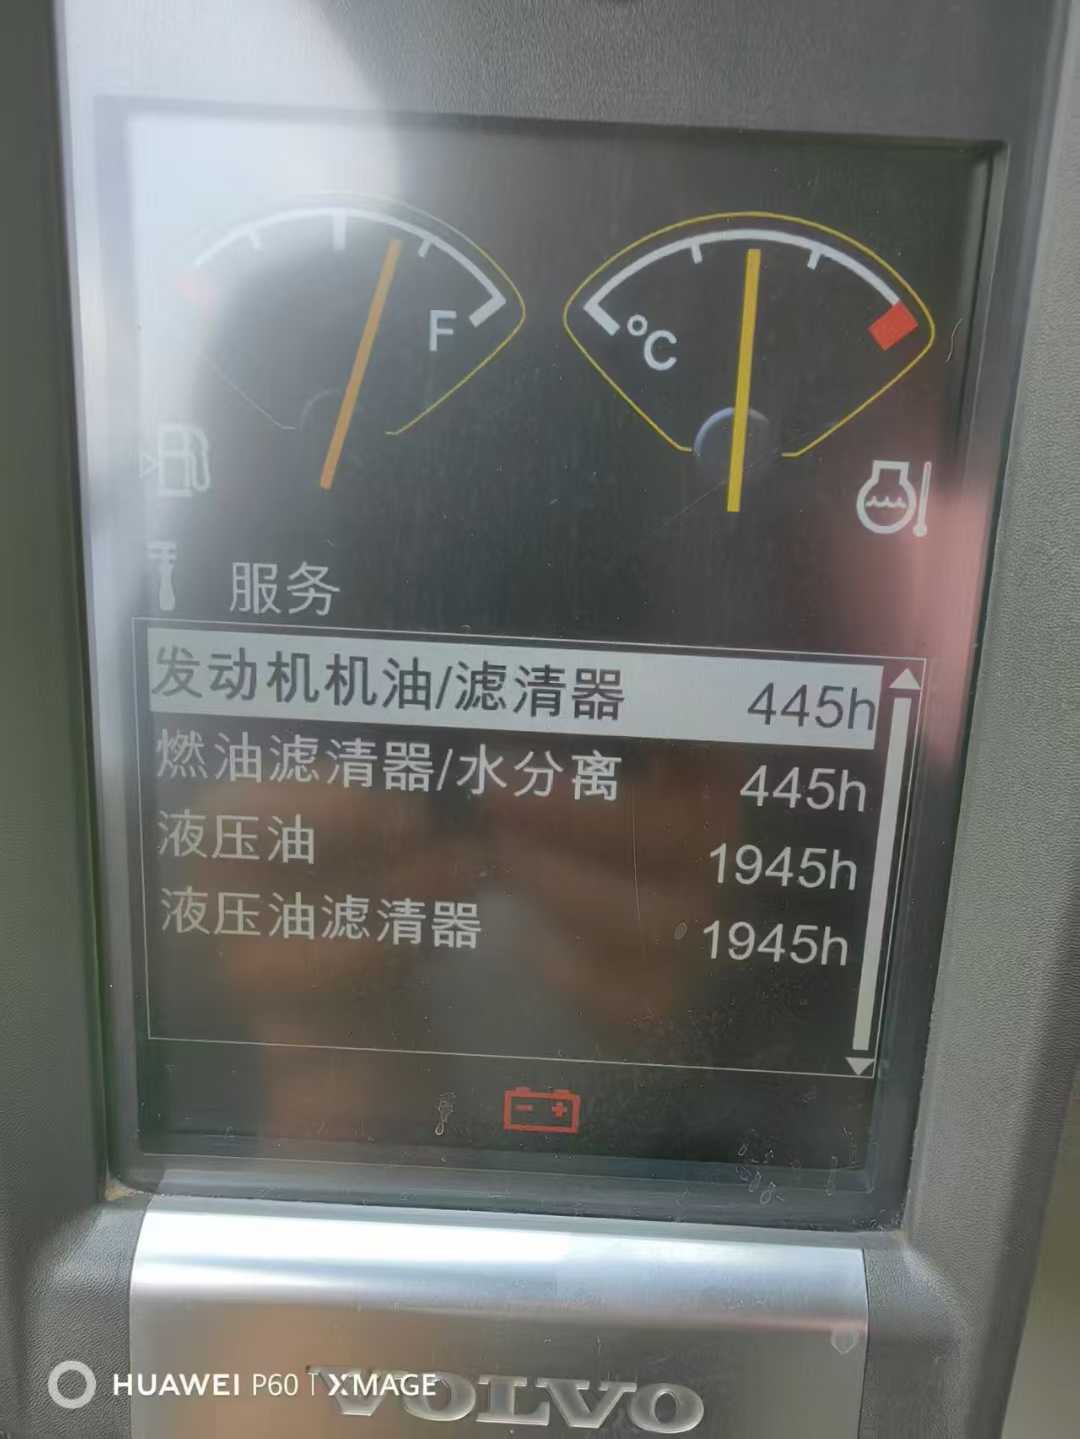 F
°C
服务
发动机机油/滤清器 445h
燃油滤清器/水分离 445h
液压油 1945h
液压油滤清器 1945h
VOLVO
HUAWEI P60 | XMAGE